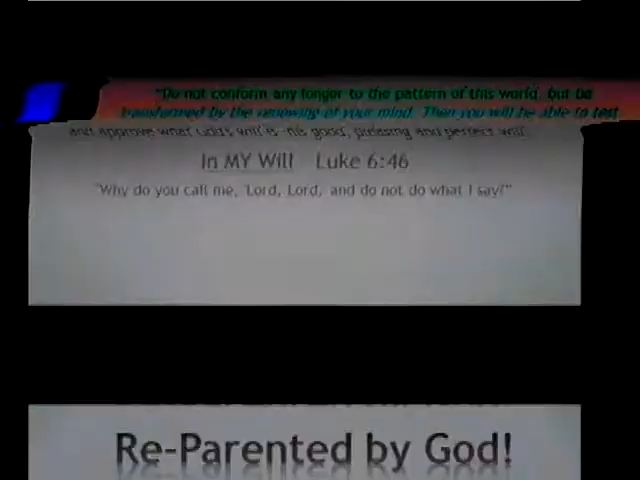 "Do not conform any longer to the pattern of this world, but be
transformed by the renewing of your mind. Then you will be able to test
and approve what God's will is his good, pleasing and perfect will.
In MY Will Luke 6:46
"Why do you call me, 'Lord, Lord, and do not do what I say?"
Re-Parented by God!